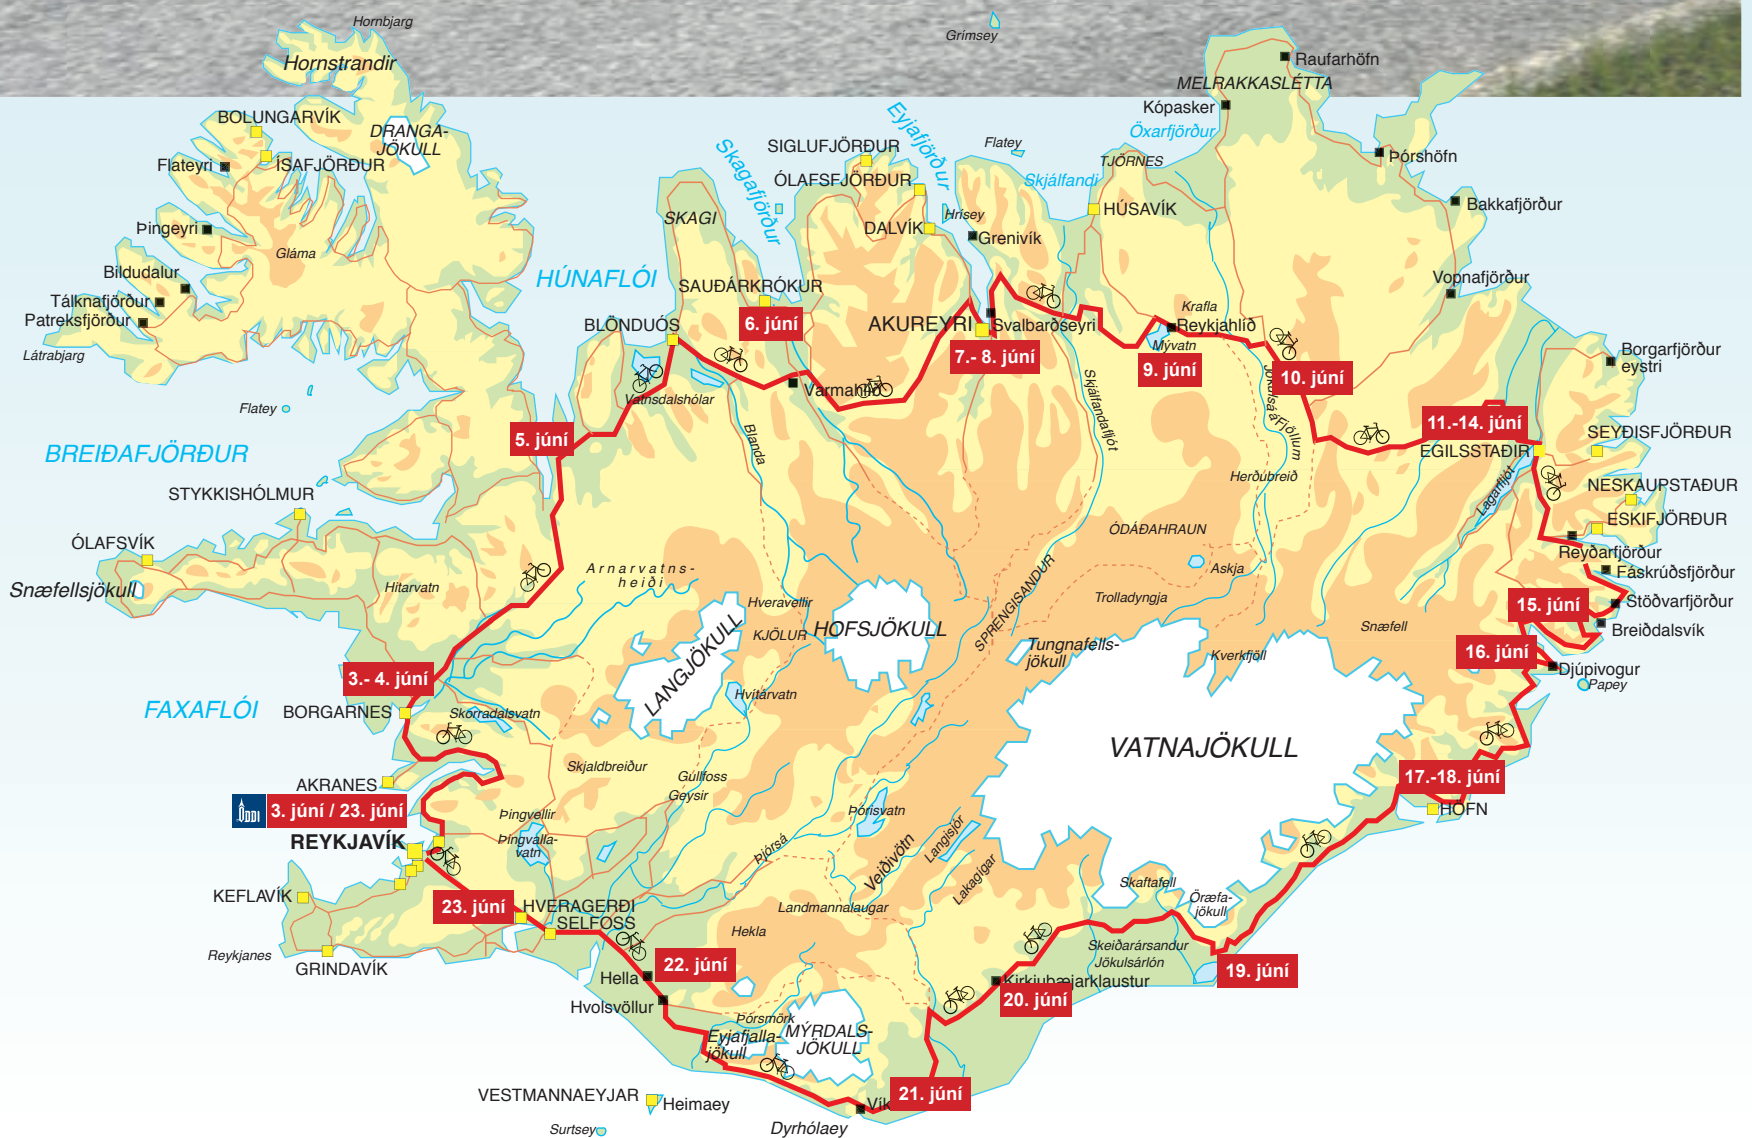 Hornbjarg
Hornstrandir
Grímsey
Raufarhöfn
MELRAKKASLÉTTA
Kópasker
Öxarfjörður
BOLUNGARVÍK
DRANGA-
JÖKULL
Flateyri
ÍSAFJÖRÐUR
Þingeyri
Gláma
Bíldudalur
Tálknafjörður
Patreksfjörður
Látrabjarg
Flatey
BREIÐAFJÖRÐUR
STYKKISHÓLMUR
ÓLAFSVÍK
Snæfellsjökull
Hítarvatn
HÚNAFLÓI
SKAGI
Skagafjörður
Eyjafjörður
SIGLUFJÖRÐUR
ÓLAFSFJÖRÐUR
DALVÍK
Hrísey
Grenivík
Flatey
Skjálfandi
TJÖRNES
HÚSAVÍK
Þórshöfn
Bakkafjörður
Vopnafjörður
SAUÐÁRKRÓKUR
6. júní
BLÖNDUÓS
Vatnsdalshólar
Varmahlíð
Blanda
5. júní
AKUREYRI
Svalbarðseyri
7.- 8. júní
Krafla
Reykjahlíð
Mývatn
9. júní
Skjálfandafljót
10. júní
Jökulsá á
Fjöllum
Herðubreið
11.-14. júní
EGILSSTAÐIR
Lagarfljót
Borgarfjörður
eystri
SEYÐISFJÖRÐUR
NESKAUPSTAÐUR
ESKIFJÖRÐUR
Reyðarfjörður
Fáskrúðsfjörður
Stöðvarfjörður
15. júní
Breiðdalsvík
16. júní
Djúpivogur
Papey
ÓDÁÐAHRAUN
Askja
Trolladyngja
Snæfell
Kverkfjöll
SPRENGISANDUR
Tungnafells-
jökull
Arnarvatns-
heiði
Hveravellir
KJÖLUR
HOFSJÖKULL
LANGJÖKULL
Hvítárvatn
3.- 4. júní
FAXAFLÓI
BORGARNES
Skorradalsvatn
Skjaldbreiður
Gullfoss
Geysir
AKRANES
ODDI
3. júní / 23. júní
REYKJAVÍK
Þingvellir
Þingvalla-
vatn
VATNAJÖKULL
17.-18. júní
HÖFN
Þórisvatn
Þjórsá
Veiðivötn
Langisjór
Lakagígar
Skaftafell
Öræfa-
jökull
KEFLAVÍK
23. júní
HVERAGERÐI
SELFOSS
Landmannalaugar
Hekla
Reykjanes
GRINDAVÍK
Hella
22. júní
Hvolsvöllur
Skeiðarársandur
Jökulsárlón
19. júní
Kirkjubæjarklaustur
20. júní
Þórsmörk
Eyjafjalla-
jökull
MÝRDALS-
JÖKULL
21. júní
Vík
VESTMANNAEYJAR
Heimaey
Surtsey
Dyrhólaey